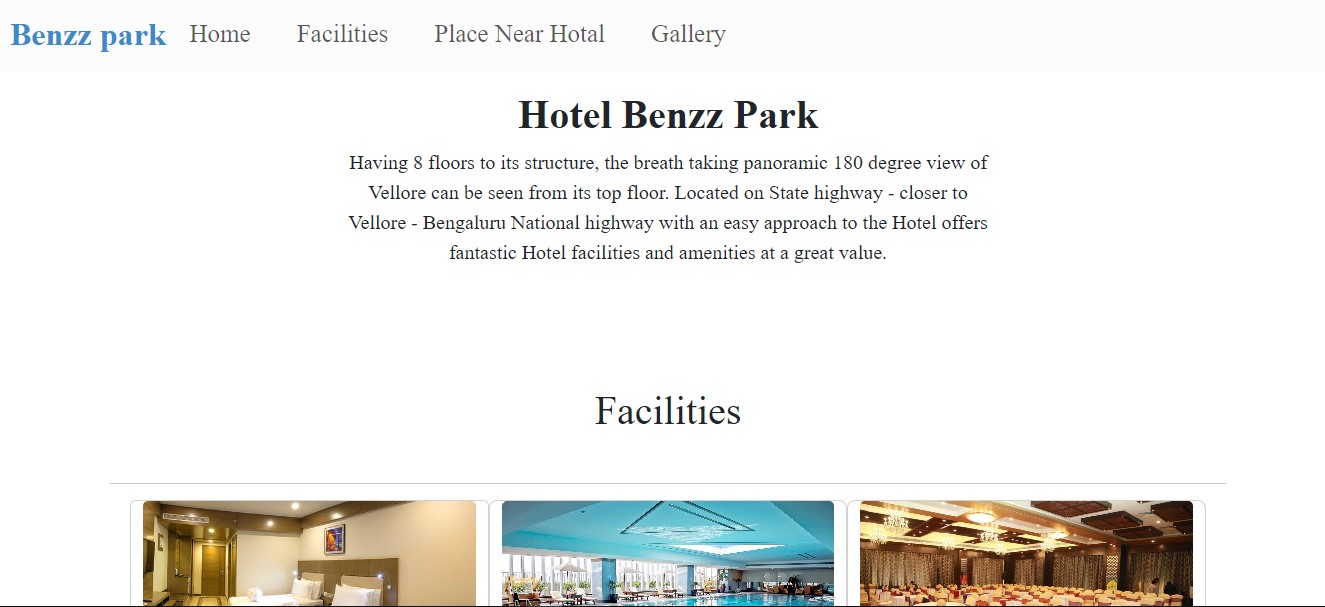 Benzz park Home Facilities Place Near Hotal Gallery
Hotel Benzz Park
Having 8 floors to its structure, the breath taking panoramic 180 degree view of
Vellore can be seen from its top floor. Located on State highway - closer to
Vellore - Bengaluru National highway with an easy approach to the Hotel offers
fantastic Hotel facilities and amenities at a great value.
Facilities